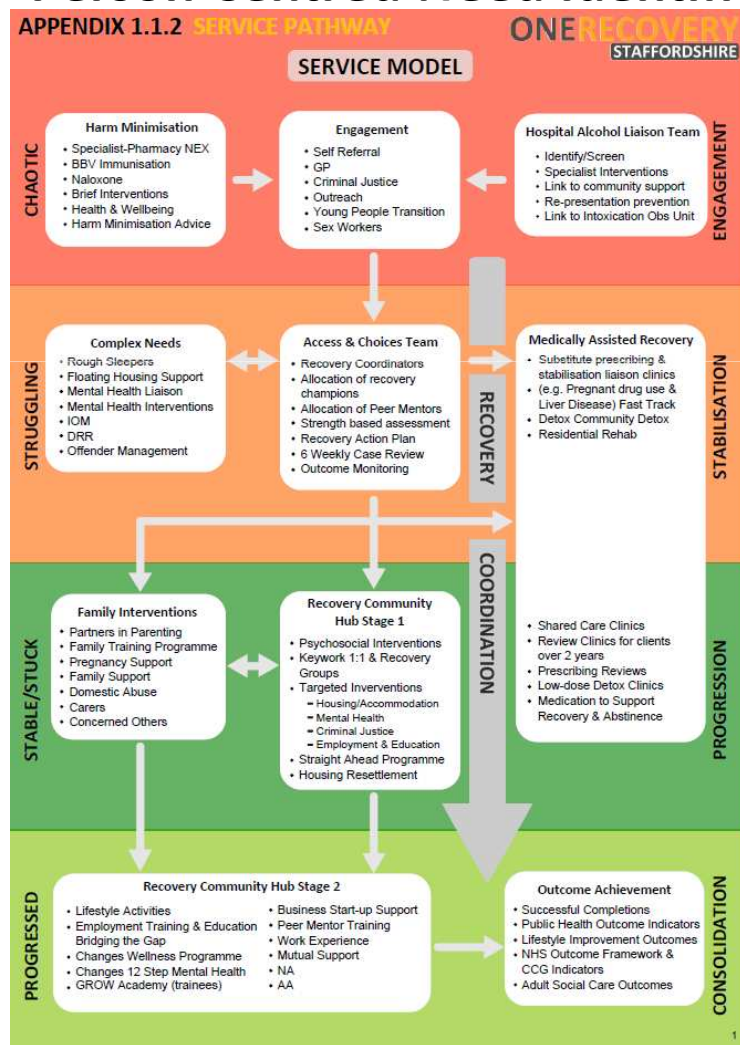 APPENDIX 1.1.2 SERVICE PATHWAY
ONERECOVERY
STAFFORDSHIRE
SERVICE MODEL
CHAOTIC
Harm Minimisation
• Specialist-Pharmacy NEX
• BBV Immunisation
• Naloxone
• Brief Interventions
• Health & Wellbeing
• Harm Minimisation Advice
Engagement
• Self Referral
• GP
• Criminal Justice
• Outreach
• Young People Transition
• Sex Workers
Hospital Alcohol Liaison Team
• Identify/Screen
• Specialist Interventions
• Link to community support
• Re-presentation prevention
• Link to Intoxication Obs Unit
ENGAGEMENT
STRUGGLING
Complex Needs
• Rough Sleepers
• Floating Housing Support
• Mental Health Liaison
• Mental Health Interventions
• IOM
• DRR
• Offender Management
Access & Choices Team
• Recovery Coordinators
• Allocation of recovery
champions
• Allocation of Peer Mentors
• Strength based assessment
• Recovery Action Plan
• 6 Weekly Case Review
• Outcome Monitoring
RECOVERY
COORDINATION
Medically Assisted Recovery
• Substitute prescribing &
stabilisation liaison clinics
• (e.g. Pregnant drug use &
Liver Disease) Fast Track
• Detox Community Detox
• Residential Rehab
• Shared Care Clinics
• Review Clinics for clients
over 2 years
• Prescribing Reviews
• Low-dose Detox Clinics
• Medication to Support
Recovery & Abstinence
STABILISATION
STABLE/STUCK
Family Interventions
• Partners in Parenting
• Family Training Programme
• Pregnancy Support
• Family Support
• Domestic Abuse
• Carers
• Concerned Others
Recovery Community
Hub Stage 1
• Psychosocial Interventions
• Keywork 1:1 & Recovery
Groups
• Targeted Inverventions
– Housing/Accommodation
– Mental Health
– Criminal Justice
– Employment & Education
• Straight Ahead Programme
• Housing Resettlement
PROGRESSION
PROGRESSED
Recovery Community Hub Stage 2
• Lifestyle Activities
• Employment Training & Education
Bridging the Gap
• Changes Wellness Programme
• Changes 12 Step Mental Health
• GROW Academy (trainees)
• Business Start-up Support
• Peer Mentor Training
• Work Experience
• Mutual Support
• NA
• AA
Outcome Achievement
• Successful Completions
• Public Health Outcome Indicators
• Lifestyle Improvement Outcomes
• NHS Outcome Framework &
CCG Indicators
• Adult Social Care Outcomes
CONSOLIDATION
1